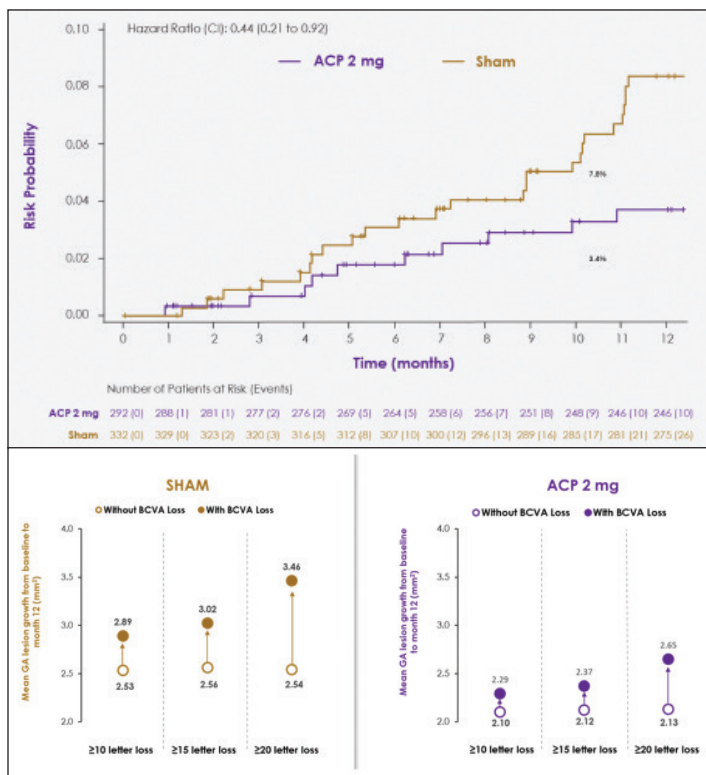 Hazard Ratio (CI): 0.44 (0.21 to 0.92)
ACP 2 mg Sham
Risk Probability
0.10
0.08
0.06
0.04
0.02
0.00
7.8%
3.4%
0 1 2 3 4 5 6 7 8 9 10 11 12
Time (months)
Number of Patients at Risk (Events)
ACP 2 mg 292 (0) 288 (1) 281 (1) 277 (2) 276 (2) 269 (5) 264 (5) 258 (6) 256 (7) 251 (8) 248 (9) 246 (10) 246 (10)
Sham 332 (0) 329 (0) 323 (2) 320 (3) 316 (5) 312 (8) 307 (10) 300 (12) 296 (13) 289 (16) 285 (17) 281 (21) 275 (26)
SHAM
Without BCVA Loss With BCVA Loss
Mean GA lesion growth from baseline to
month 12 (mm²)
4.0
3.5
3.0
2.5
2.0
2.89
2.53
3.02
2.56
3.46
2.54
≥10 letter loss ≥15 letter loss ≥20 letter loss
ACP 2 mg
Without BCVA Loss With BCVA Loss
Mean GA lesion growth from baseline
to month 12 (mm²)
4.0
3.5
3.0
2.5
2.0
2.29
2.10
2.37
2.12
2.65
2.13
≥10 letter loss ≥15 letter loss ≥20 letter loss